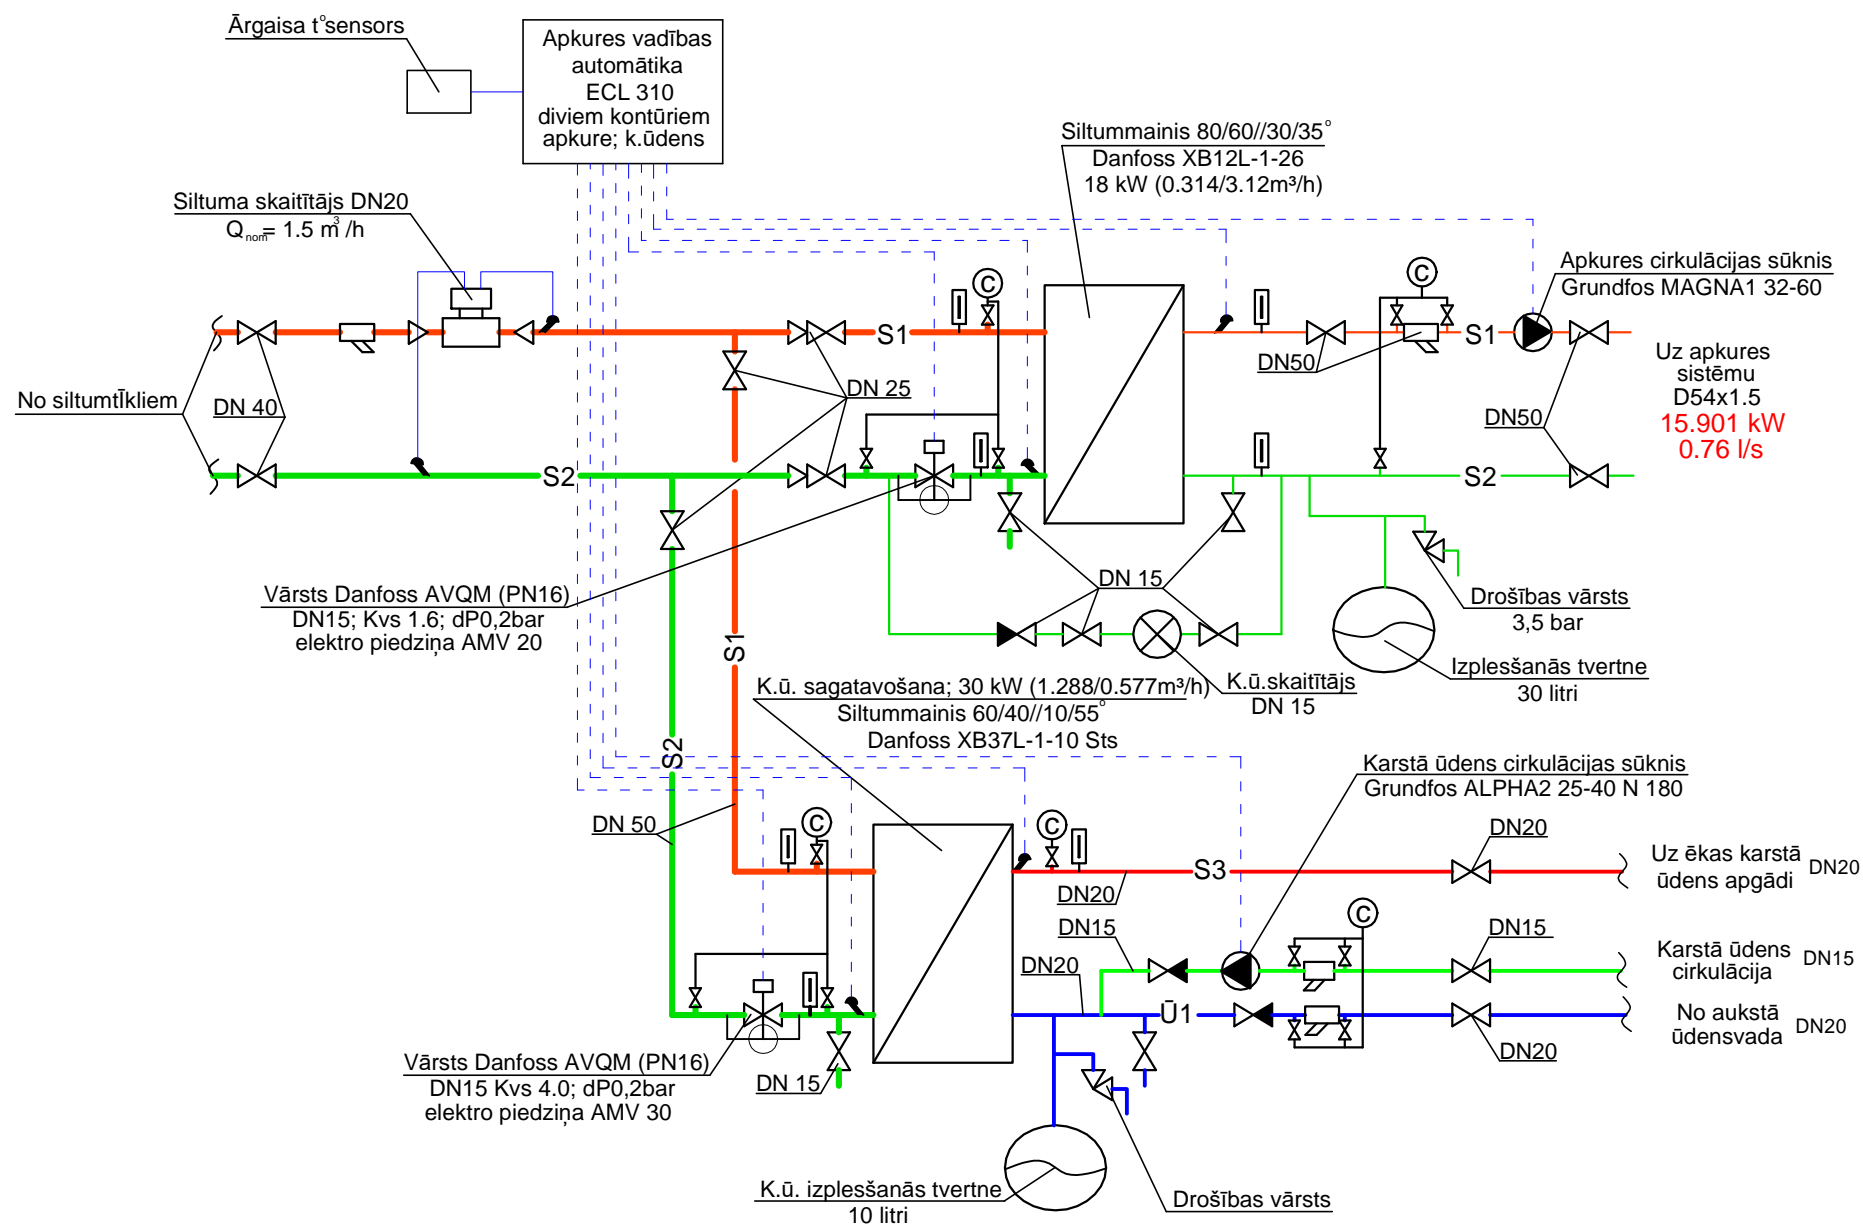 Ārgaisa t°sensors
Apkures vadības
automātika
ECL 310
diviem kontūriem
apkure; k.ūdens
Siltummainis 80/60//30/35°
Danfoss XB12L-1-26
18 kW (0.314/3.12m³/h)
Siltuma skaitītājs DN20
Qnom= 1.5 m³/h
Apkures cirkulācijas sūknis
Grundfos MAGNA1 32-60
C
C
S1
S1
DN50
Uz apkures
sistēmu
D54x1.5
15.901 kW
0.76 l/s
No siltumtīkliem
DN 40
DN 25
DN50
S2
S2
Vārsts Danfoss AVQM (PN16)
DN15; Kvs 1.6; dP0,2bar
elektro piedziņa AMV 20
DN 15
Drošības vārsts
3,5 bar
S1
K.ū. sagatavošana; 30 kW (1.288/0.577m³/h)
Siltummainis 60/40//10/55°
Danfoss XB37L-1-10 Sts
K.ū.skaitītājs
DN 15
Izplesšanās tvertne
30 litri
S2
Karstā ūdens cirkulācijas sūknis
Grundfos ALPHA2 25-40 N 180
DN 50
C
C
DN20
S3
DN20
Uz ēkas karstā
ūdens apgādi
DN20
C
DN15
DN15
Karstā ūdens
cirkulācija
DN15
DN20
Ū1
No aukstā
ūdensvada
DN20
DN20
Vārsts Danfoss AVQM (PN16)
DN15 Kvs 4.0; dP0,2bar
elektro piedziņa AMV 30
DN 15
K.ū. izplesšanās tvertne
10 litri
Drošības vārsts